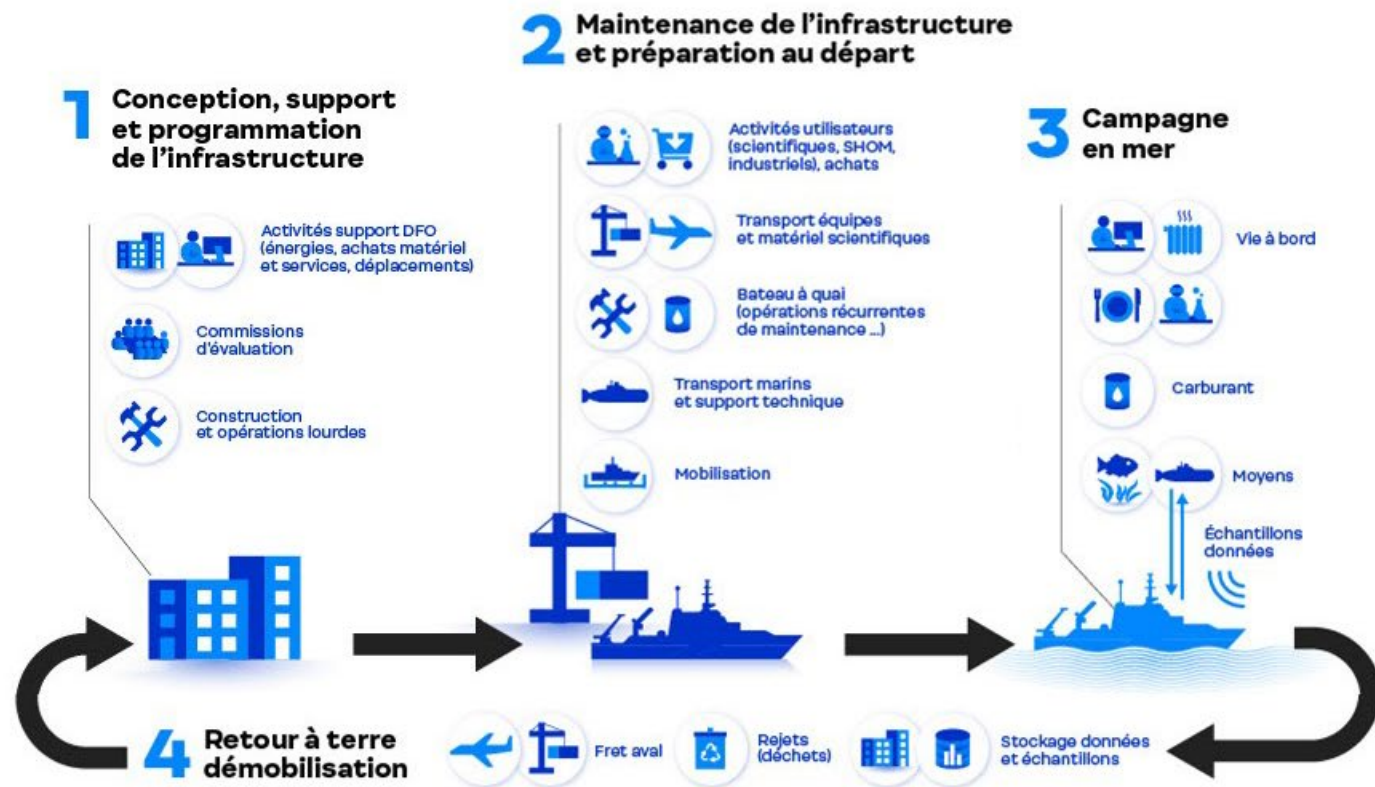 1 Conception, support
et programmation
de l'infrastructure
Activités support DFO
(énergies, achats matériel
et services, déplacements)
Commissions
d'évaluation
Construction
et opérations lourdes
2 Maintenance de l'infrastructure
et préparation au départ
Activités utilisateurs
(scientifiques, SHOM,
industriels), achats
Transport équipes
et matériel scientifiques
Bateau à quai
(opérations récurrentes
de maintenance ...)
Transport marins
et support technique
Mobilisation
3 Campagne
en mer
Vie à bord
Carburant
Moyens
Échantillons
données
4 Retour à terre
démobilisation
Fret aval
Rejets
(déchets)
Stockage données
et échantillons